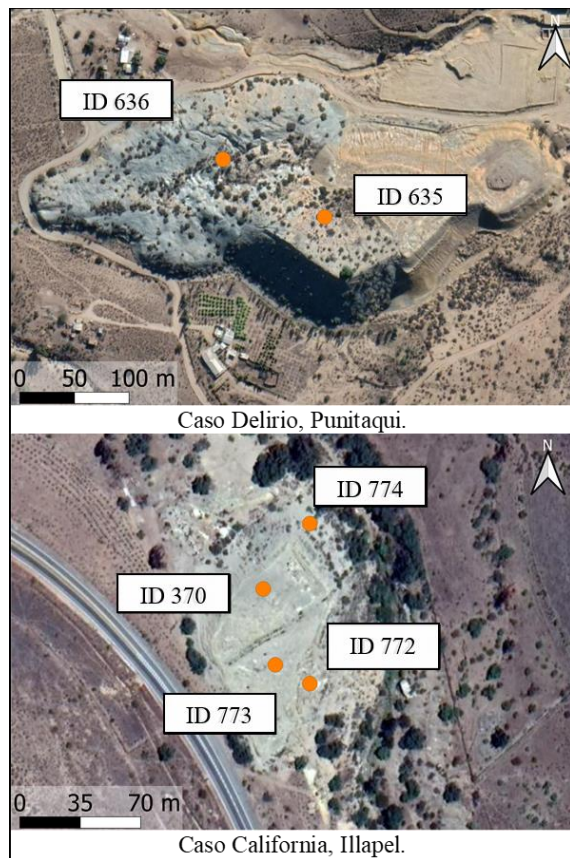 N
ID 636
ID 635
0 50 100 m
Caso Delirio, Punitaqui.
N
ID 774
ID 370
ID 772
ID 773
0 35 70 m
Caso California, Illapel.